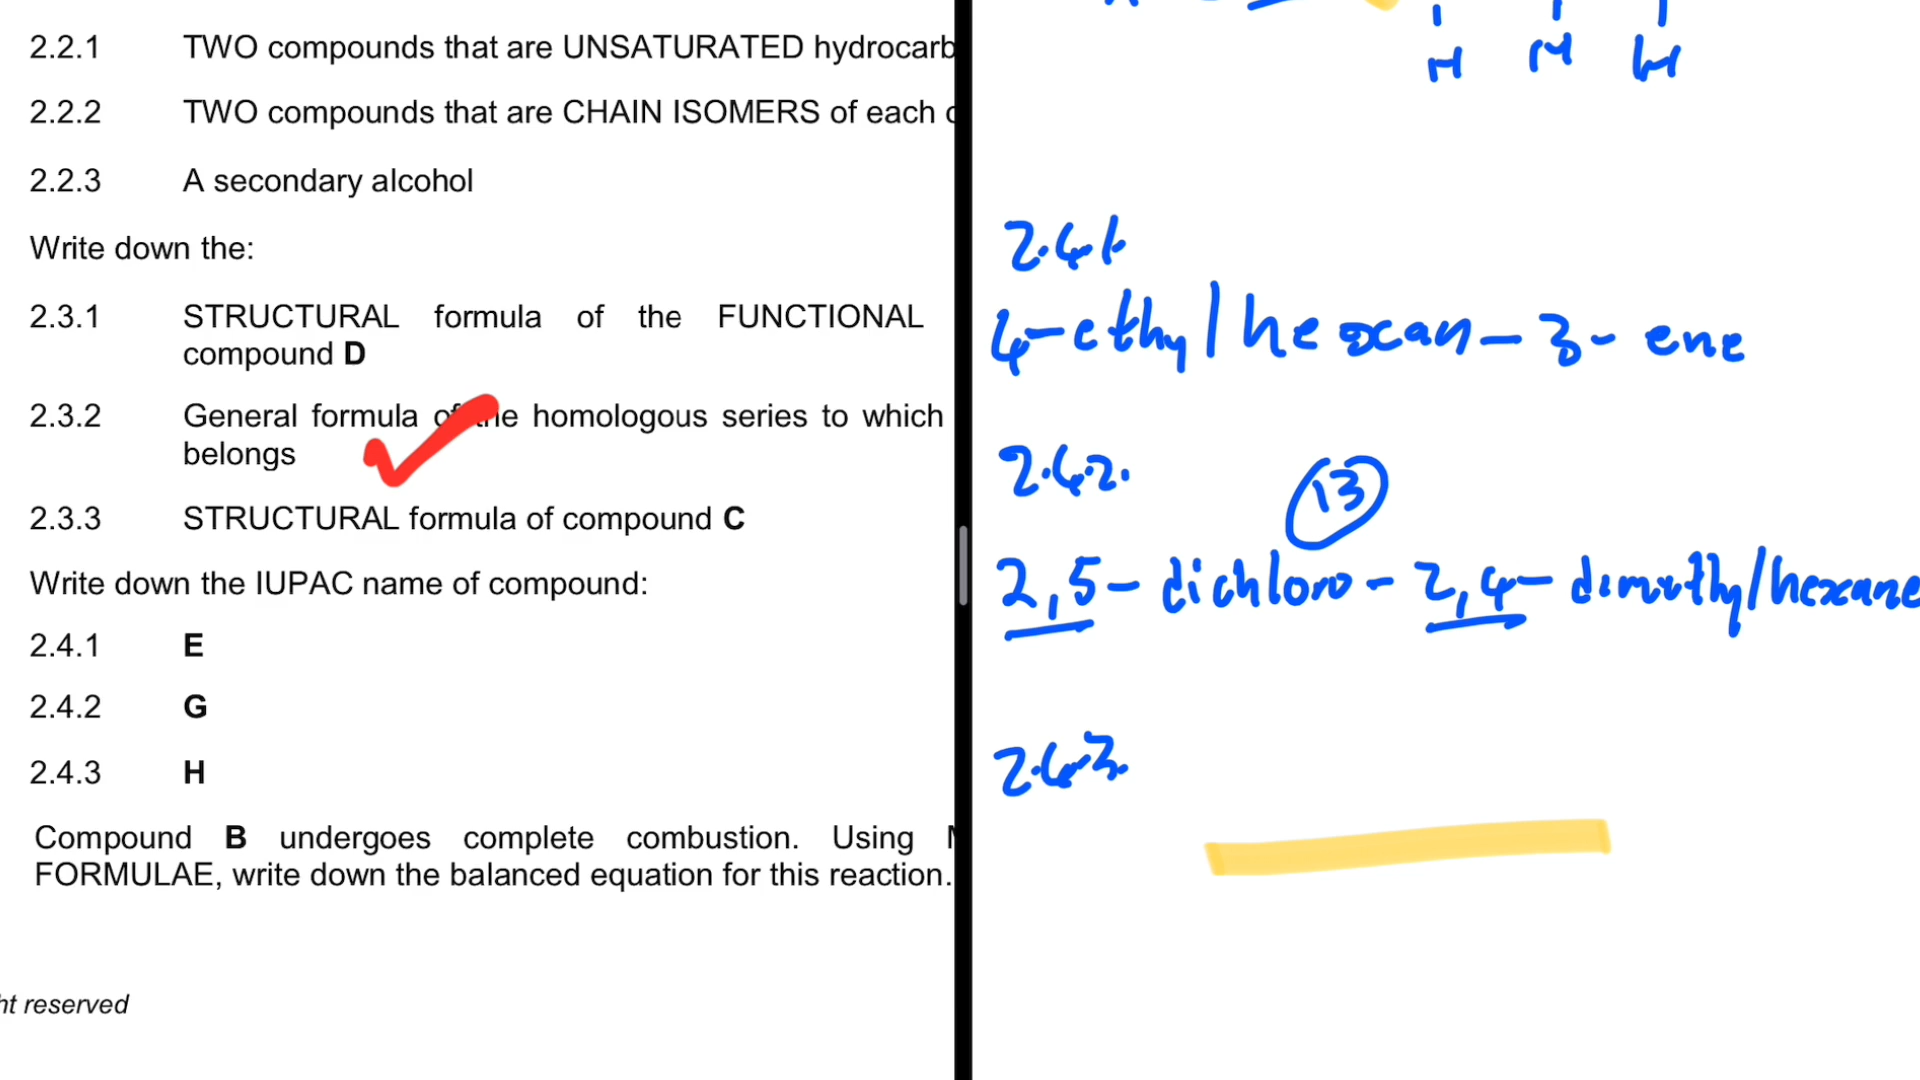 2.2.1 TWO compounds that are UNSATURATED hydrocarb
2.2.2 TWO compounds that are CHAIN ISOMERS of each
2.2.3 A secondary alcohol
Write down the:
2.3.1 STRUCTURAL formula of the FUNCTIONAL
compound D
2.3.2 General formula of the homologous series to which
belongs
2.3.3 STRUCTURAL formula of compound C
Write down the IUPAC name of compound:
2.4.1 E
2.4.2 G
2.4.3 H
Compound B undergoes complete combustion. Using
FORMULAE, write down the balanced equation for this reaction.
ht reserved
H H H
2.4.1
4-ethylhexan-3-ene
2.4.2.
13
2,5-dichloro-2,4-dimethylhexane
2.4.3.